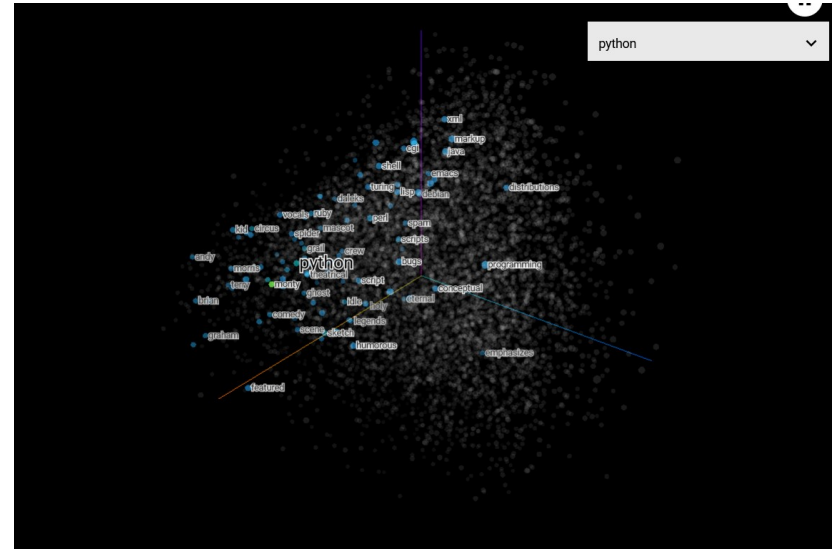 python
xml
markup
cgi
java
shell
emacs
turing
lisp
debian
distributions
daleks
vocals
ruby
perl
spam
kid
circus
mascot
spider
scripts
grail
crew
andy
python
bugs
programming
morris
theatrical
script
terry
monty
conceptual
ghost
eternal
brian
idle
holy
comedy
legends
scene
sketch
graham
humorous
emphasizes
featured